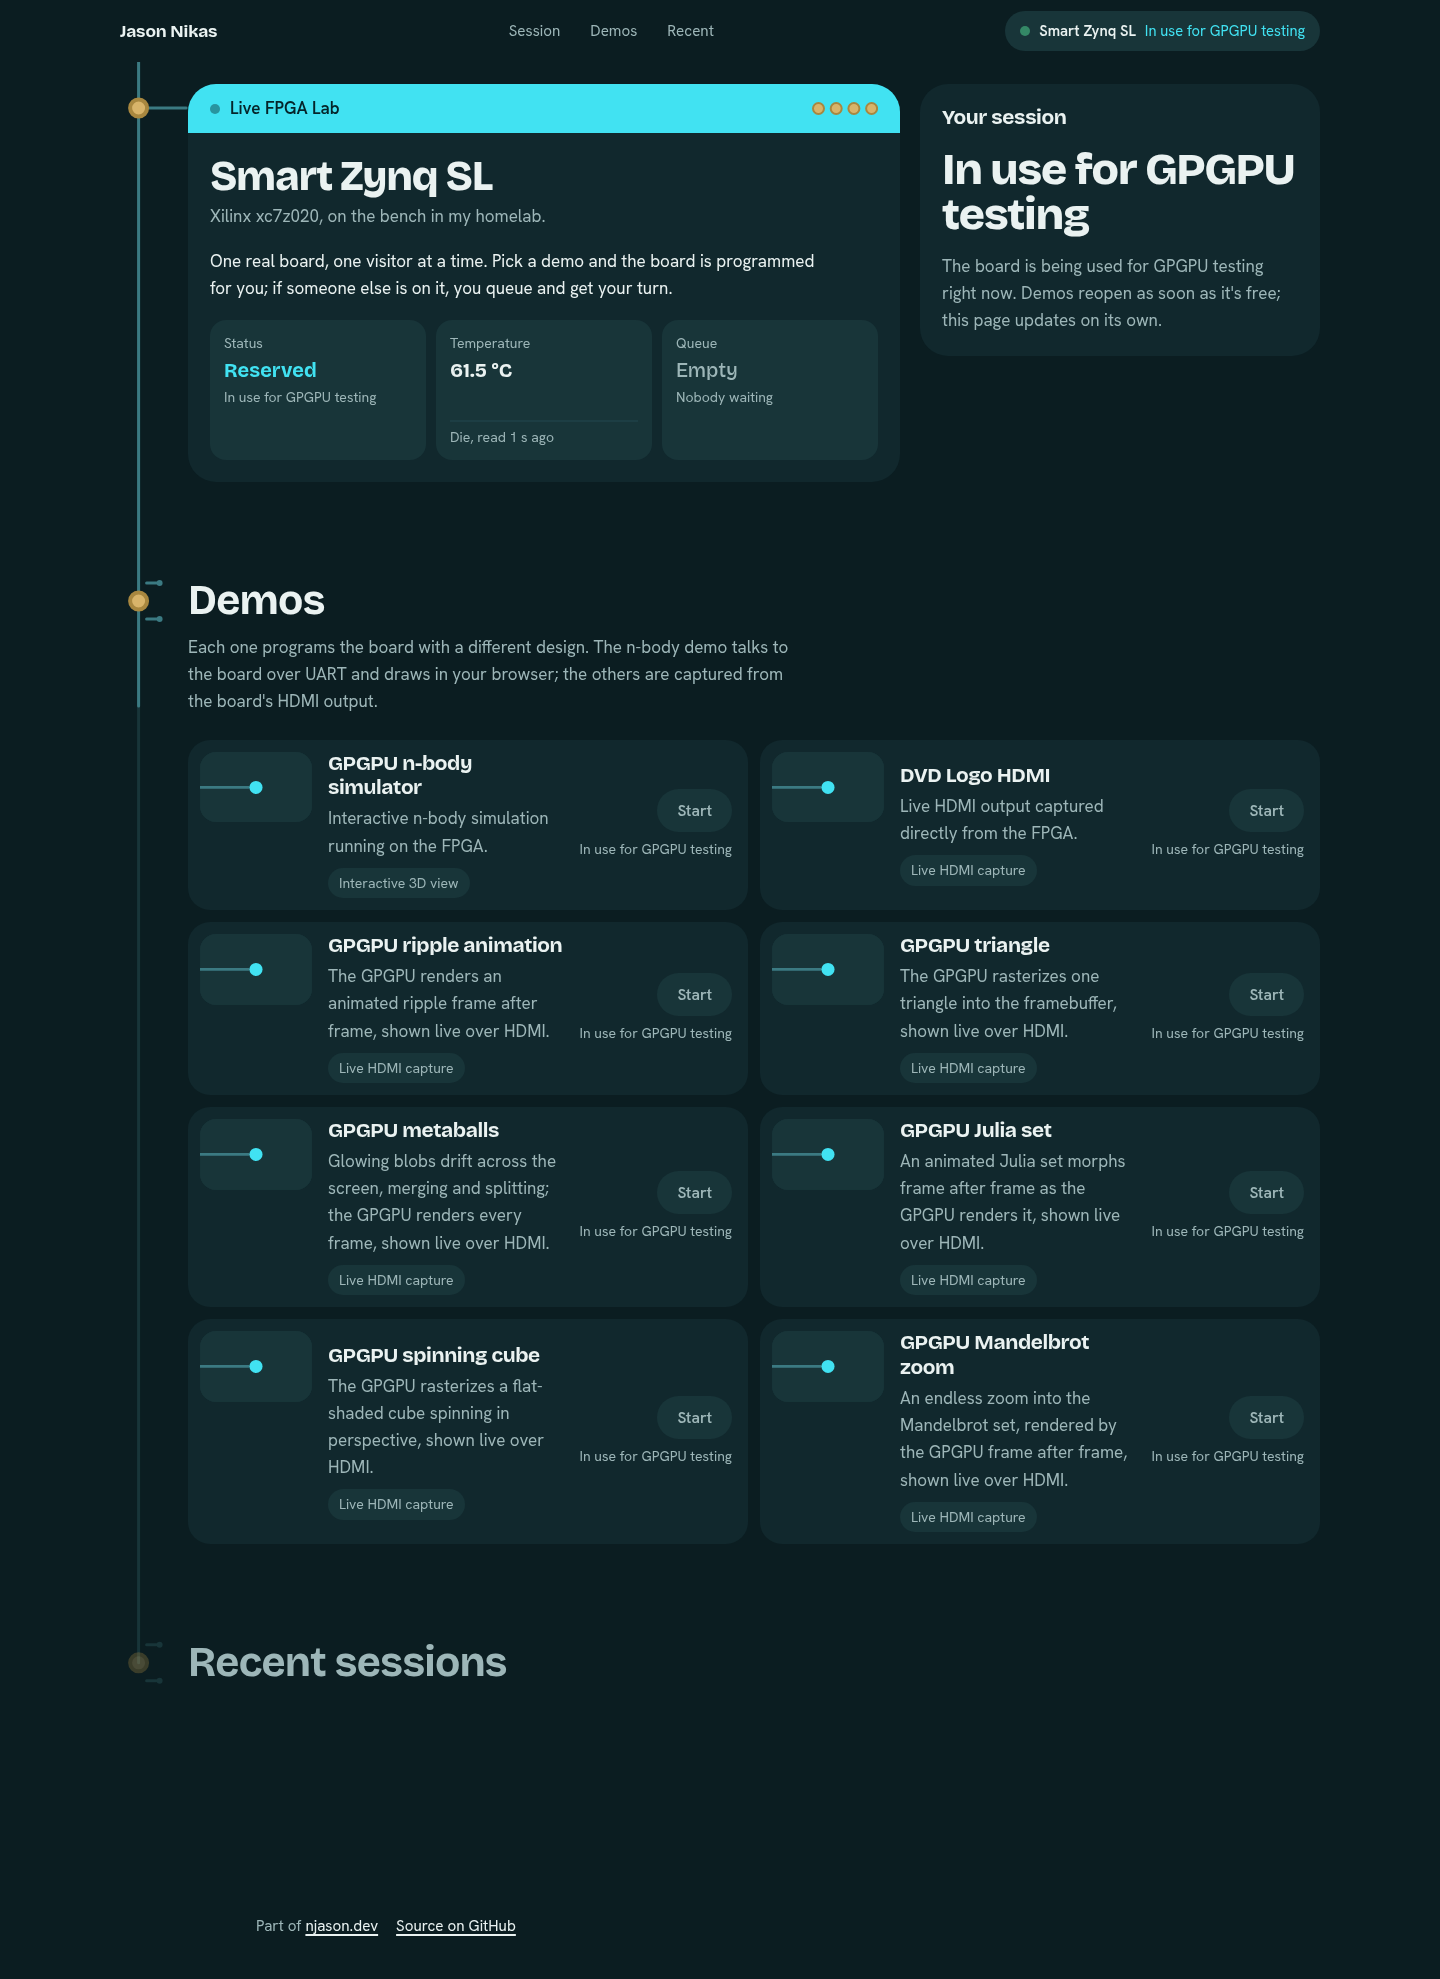 Jason Nikas
Session
Demos
Recent
Smart Zynq SL In use for GPGPU testing
Live FPGA Lab
Smart Zynq SL
Xilinx xc7z020, on the bench in my homelab.
One real board, one visitor at a time. Pick a demo and the board is programmed
for you; if someone else is on it, you queue and get your turn.
Status
Reserved
In use for GPGPU testing
Temperature
61.5 °C
Die, read 1 s ago
Queue
Empty
Nobody waiting
Your session
In use for GPGPU
testing
The board is being used for GPGPU testing
right now. Demos reopen as soon as it's free;
this page updates on its own.
Demos
Each one programs the board with a different design. The n-body demo talks to
the board over UART and draws in your browser; the others are captured from
the board's HDMI output.
GPGPU n-body
simulator
Interactive n-body simulation
running on the FPGA.
Interactive 3D view
Start
In use for GPGPU testing
DVD Logo HDMI
Live HDMI output captured
directly from the FPGA.
Live HDMI capture
Start
In use for GPGPU testing
GPGPU ripple animation
The GPGPU renders an
animated ripple frame after
frame, shown live over HDMI.
Live HDMI capture
Start
In use for GPGPU testing
GPGPU triangle
The GPGPU rasterizes one
triangle into the framebuffer,
shown live over HDMI.
Live HDMI capture
Start
In use for GPGPU testing
GPGPU metaballs
Glowing blobs drift across the
screen, merging and splitting;
the GPGPU renders every
frame, shown live over HDMI.
Live HDMI capture
Start
In use for GPGPU testing
GPGPU Julia set
An animated Julia set morphs
frame after frame as the
GPGPU renders it, shown live
over HDMI.
Live HDMI capture
Start
In use for GPGPU testing
GPGPU spinning cube
The GPGPU rasterizes a flat-
shaded cube spinning in
perspective, shown live over
HDMI.
Live HDMI capture
Start
In use for GPGPU testing
GPGPU Mandelbrot
zoom
An endless zoom into the
Mandelbrot set, rendered by
the GPGPU frame after frame,
shown live over HDMI.
Live HDMI capture
Start
In use for GPGPU testing
Recent sessions
Part of njason.dev
Source on GitHub